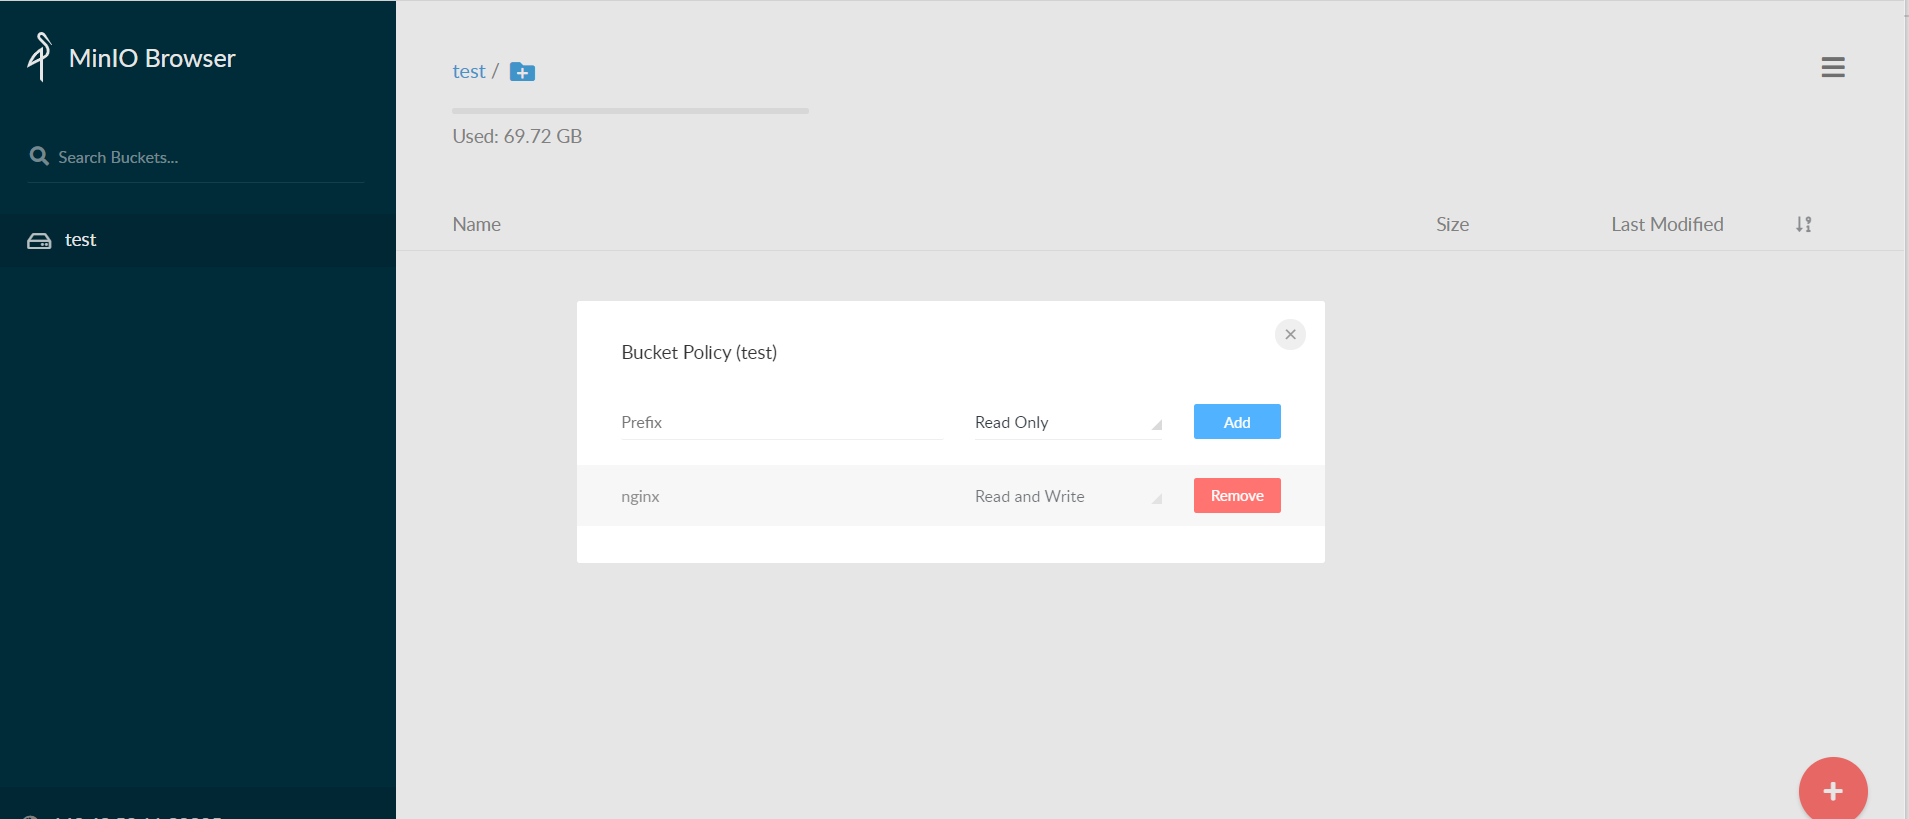 MinIO Browser
Search Buckets...
test
test /
Used: 69.72 GB
Name Size Last Modified
Bucket Policy (test)
Prefix Read Only Add
nginx Read and Write Remove